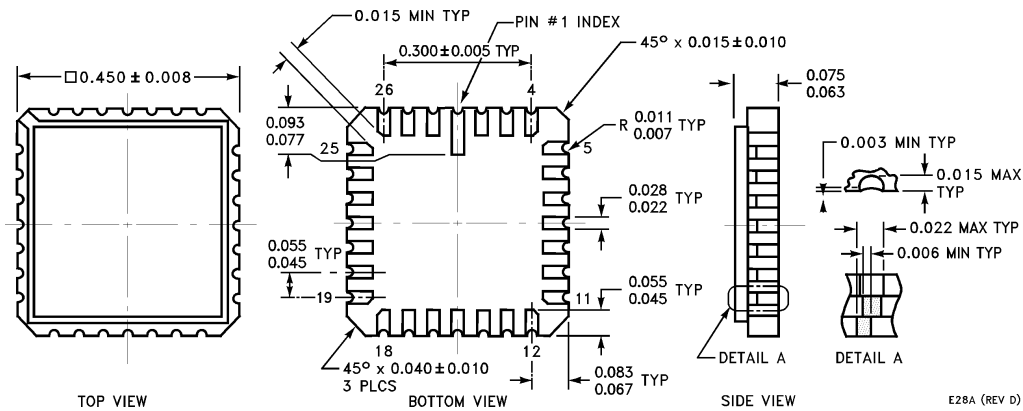 0.015 MIN TYP
PIN #1 INDEX
□0.450±0.008
0.300±0.005 TYP
45° x 0.015±0.010
26
4
0.075
0.063
0.093
0.077
R 0.011
0.007 TYP
25
5
0.003 MIN TYP
0.015 MAX
TYP
0.028
0.022 TYP
0.022 MAX TYP
0.006 MIN TYP
0.055
0.045 TYP
0.055
0.045 TYP
19
11
18
12
45° x 0.040±0.010
3 PLCS
0.083
0.067 TYP
DETAIL A
DETAIL A
TOP VIEW
BOTTOM VIEW
SIDE VIEW
E28A (REV D)